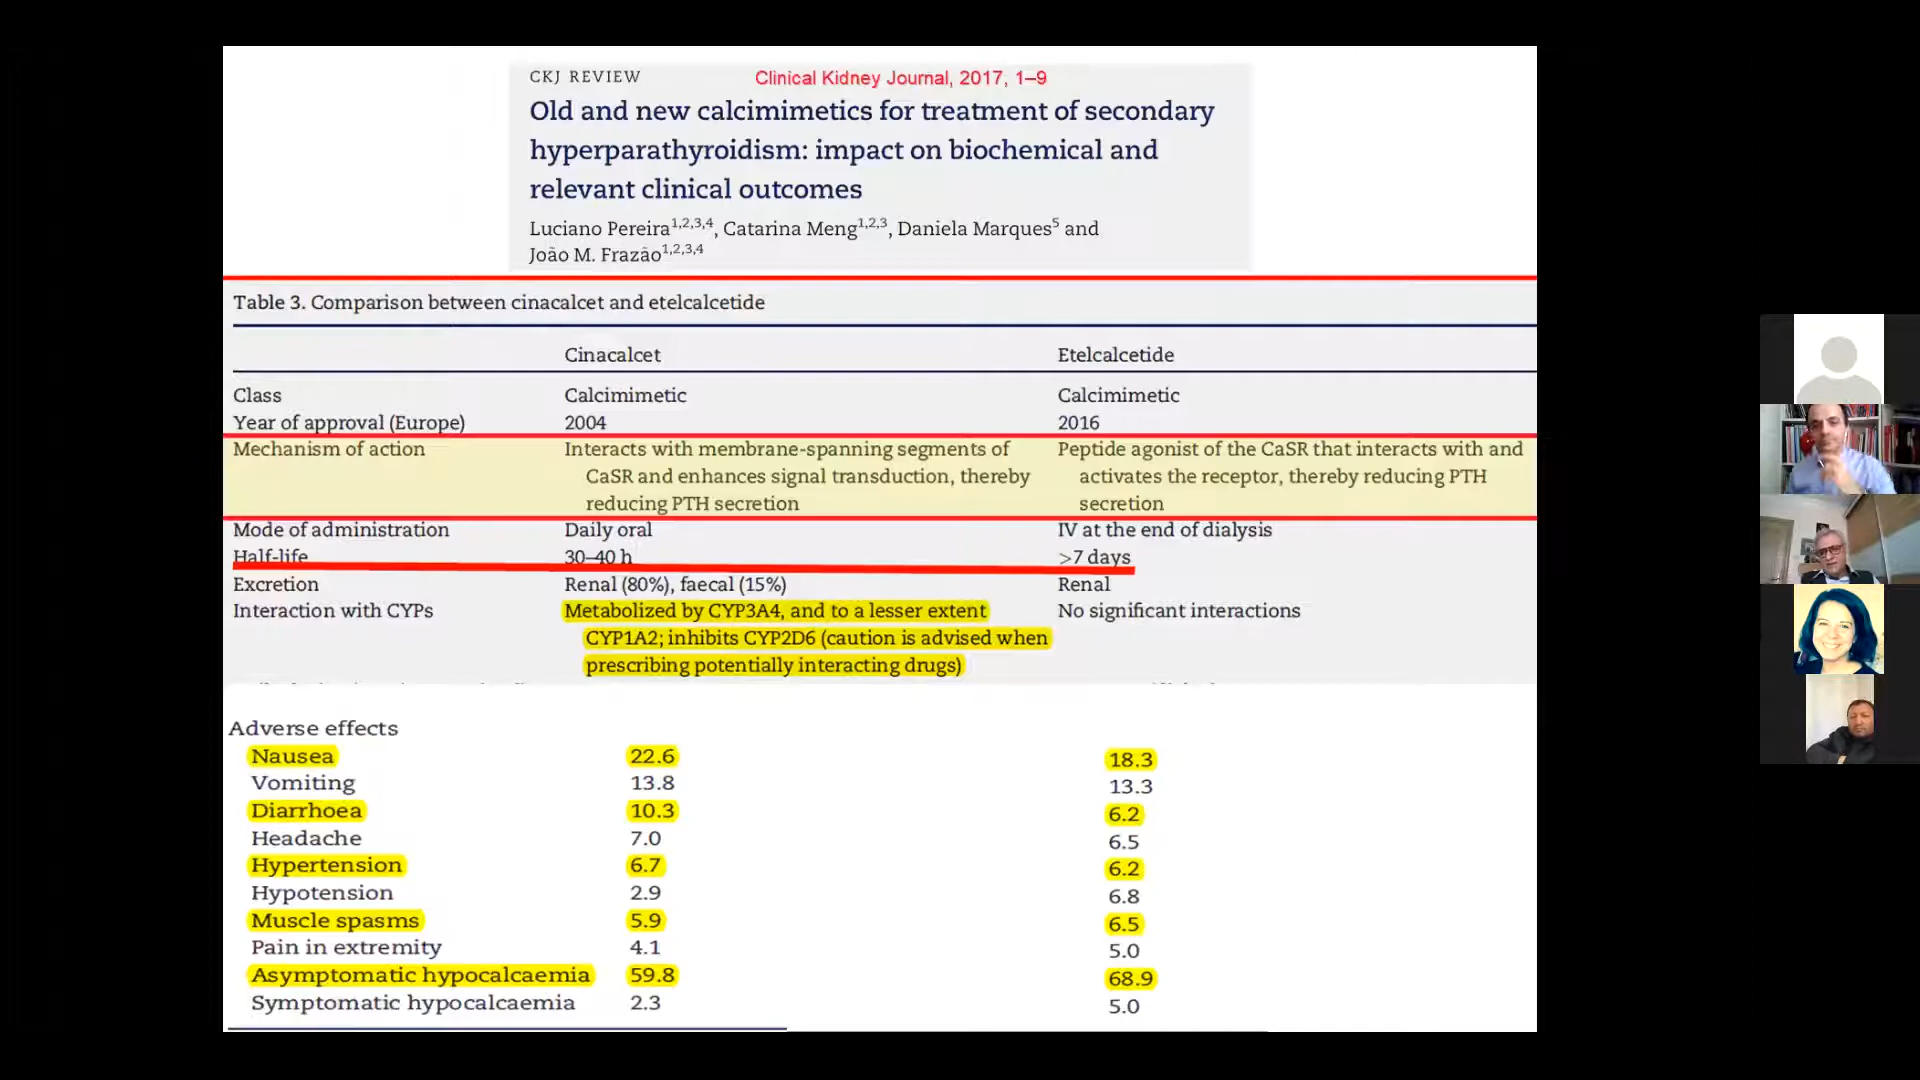 CKJ REVIEW Clinical Kidney Journal, 2017, 1–9
Old and new calcimimetics for treatment of secondary
hyperparathyroidism: impact on biochemical and
relevant clinical outcomes
Luciano Pereira1,2,3,4, Catarina Meng1,2,3, Daniela Marques5 and
João M. Frazão1,2,3,4
Table 3. Comparison between cinacalcet and etelcalcetide
Cinacalcet Etelcalcetide
Class Calcimimetic Calcimimetic
Year of approval (Europe) 2004 2016
Mechanism of action Interacts with membrane-spanning segments of Peptide agonist of the CaSR that interacts with and
CaSR and enhances signal transduction, thereby activates the receptor, thereby reducing PTH
reducing PTH secretion secretion
Mode of administration Daily oral IV at the end of dialysis
Half-life 30–40 h >7 days
Excretion Renal (80%), faecal (15%) Renal
Interaction with CYPs Metabolized by CYP3A4, and to a lesser extent No significant interactions
CYP1A2; inhibits CYP2D6 (caution is advised when
prescribing potentially interacting drugs)
Adverse effects
Nausea 22.6 18.3
Vomiting 13.8 13.3
Diarrhoea 10.3 6.2
Headache 7.0 6.5
Hypertension 6.7 6.2
Hypotension 2.9 6.8
Muscle spasms 5.9 6.5
Pain in extremity 4.1 5.0
Asymptomatic hypocalcaemia 59.8 68.9
Symptomatic hypocalcaemia 2.3 5.0